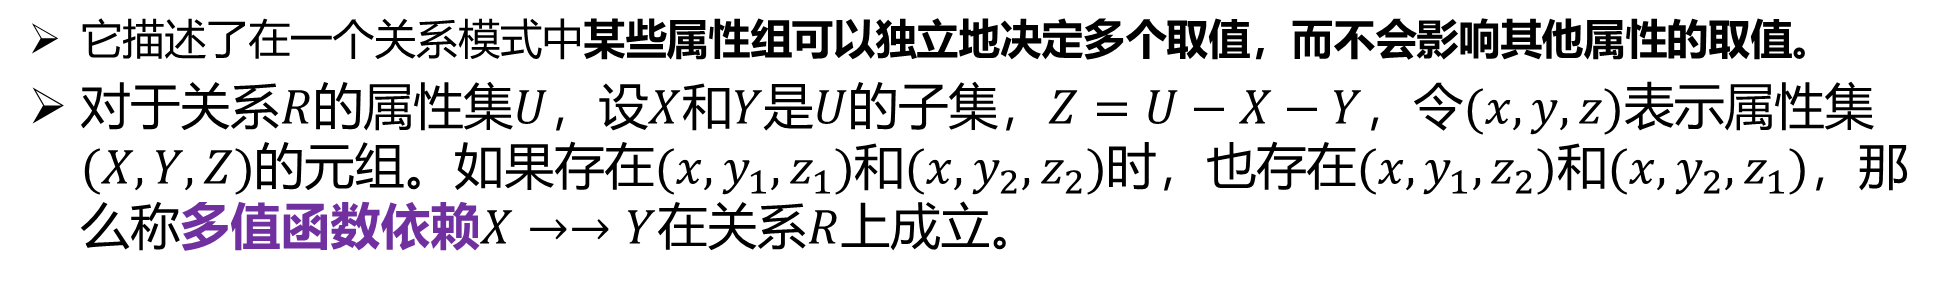 ➢ 它描述了在一个关系模式中某些属性组可以独立地决定多个取值，而不会影响其他属性的取值。
➢ 对于关系R的属性集U，设X和Y是U的子集，Z = U − X − Y，令(x, y, z)表示属性集
(X, Y, Z)的元组。如果存在(x, y₁, z₁)和(x, y₂, z₂)时，也存在(x, y₁, z₂)和(x, y₂, z₁)，那
么称多值函数依赖X →→ Y在关系R上成立。